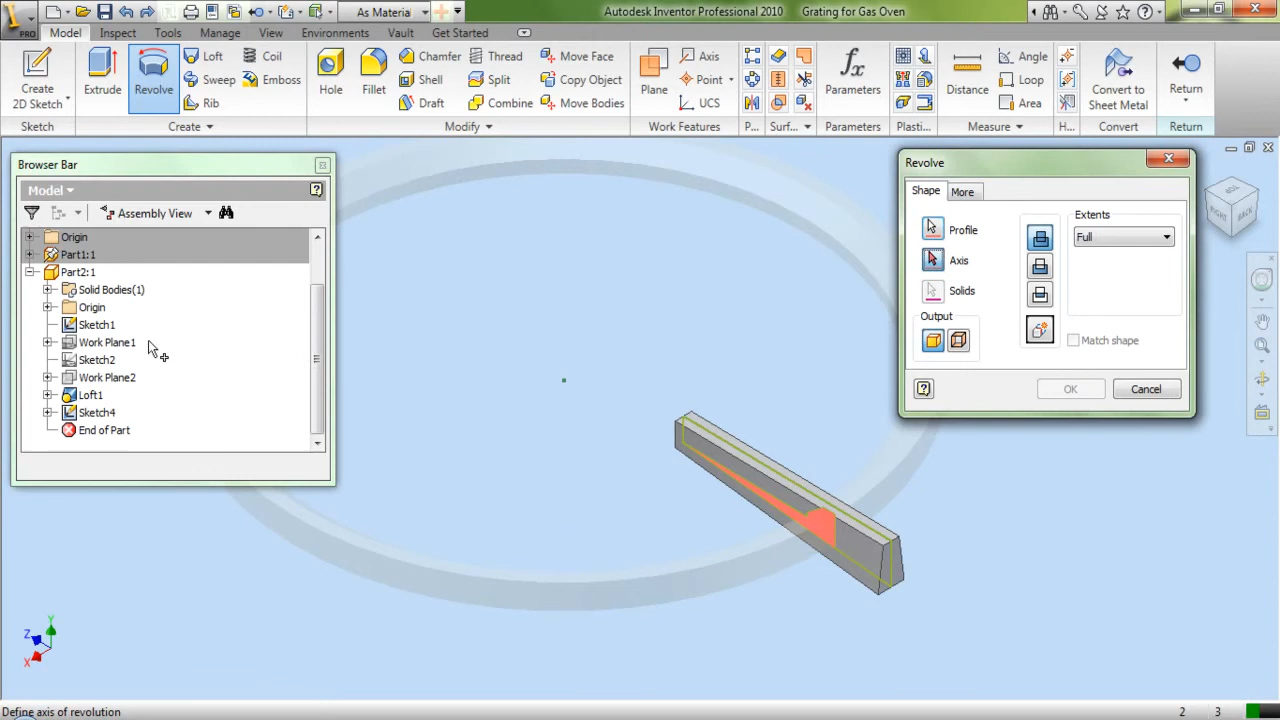 As Material
Autodesk Inventor Professional 2010 Grating for Gas Oven
PRO
Model Inspect Tools Manage View Environments Vault Get Started
Create
2D Sketch
Extrude
Revolve
Loft
Sweep
Rib
Coil
Emboss
Hole
Fillet
Chamfer
Shell
Draft
Thread
Split
Combine
Move Face
Copy Object
Move Bodies
Plane
Axis
Point
UCS
Parameters
Distance
Angle
Loop
Area
Convert to
Sheet Metal
Return
Sketch Create Modify Work Features P... Surf... Parameters Plasti... Measure H... Convert Return
Browser Bar
Model
Assembly View
Origin
Part1:1
Part2:1
Solid Bodies(1)
Origin
Sketch1
Work Plane1
Sketch2
Work Plane2
Loft1
Sketch4
End of Part
Revolve
Shape More
Profile
Axis
Solids
Output
Extents
Full
Match shape
OK Cancel
RIGHT BACK
Y
Z
X
Define axis of revolution 2 3